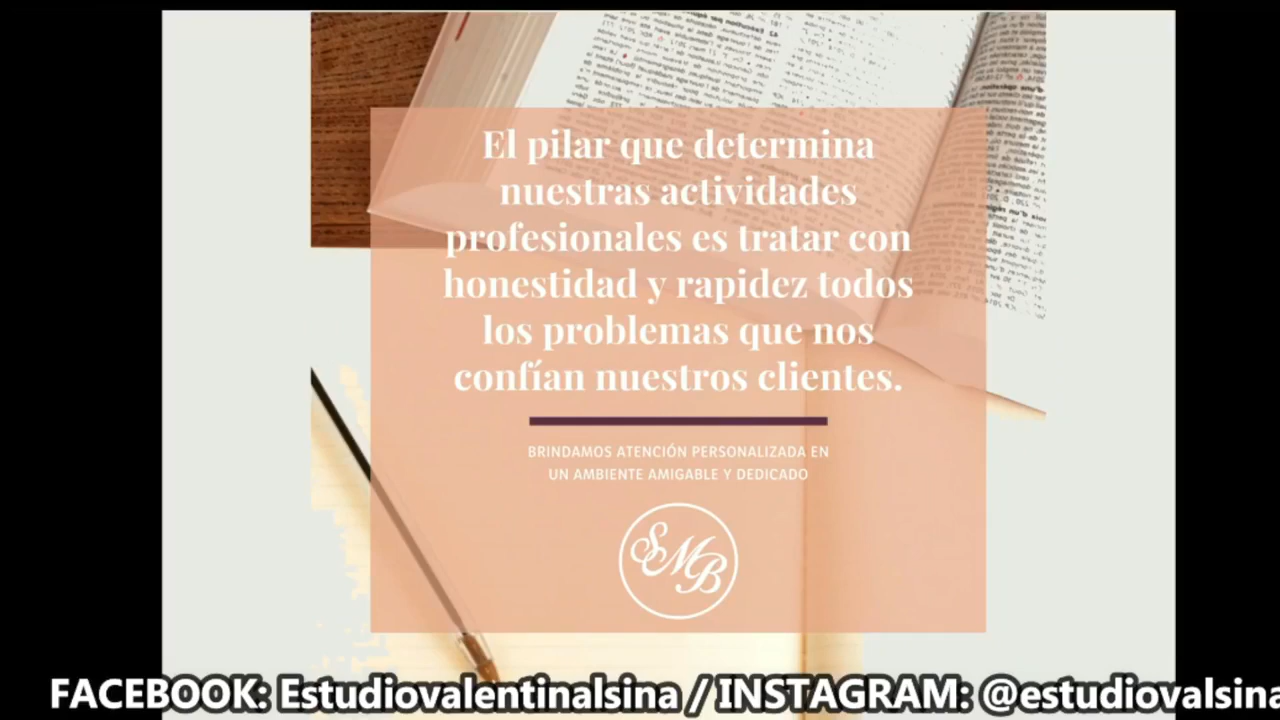 El pilar que determina
nuestras actividades
profesionales es tratar con
honestidad y rapidez todos
los problemas que nos
confían nuestros clientes.
BRINDAMOS ATENCIÓN PERSONALIZADA EN
UN AMBIENTE AMIGABLE Y DEDICADO
SMB
FACEBOOK: Estudiovalentinalsina / INSTAGRAM: @estudiovalsina